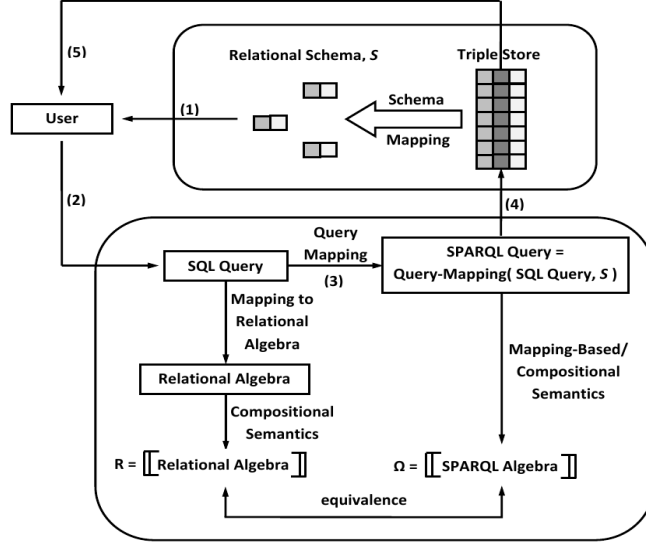 (5)
Relational Schema, S
Triple Store
User
(1)
Schema
Mapping
(2)
(4)
Query
Mapping
(3)
SQL Query
SPARQL Query =
Query-Mapping( SQL Query, S )
Mapping to
Relational
Algebra
Relational Algebra
Mapping-Based/
Compositional
Semantics
Compositional
Semantics
R = ⟦Relational Algebra⟧
Ω = ⟦SPARQL Algebra⟧
equivalence